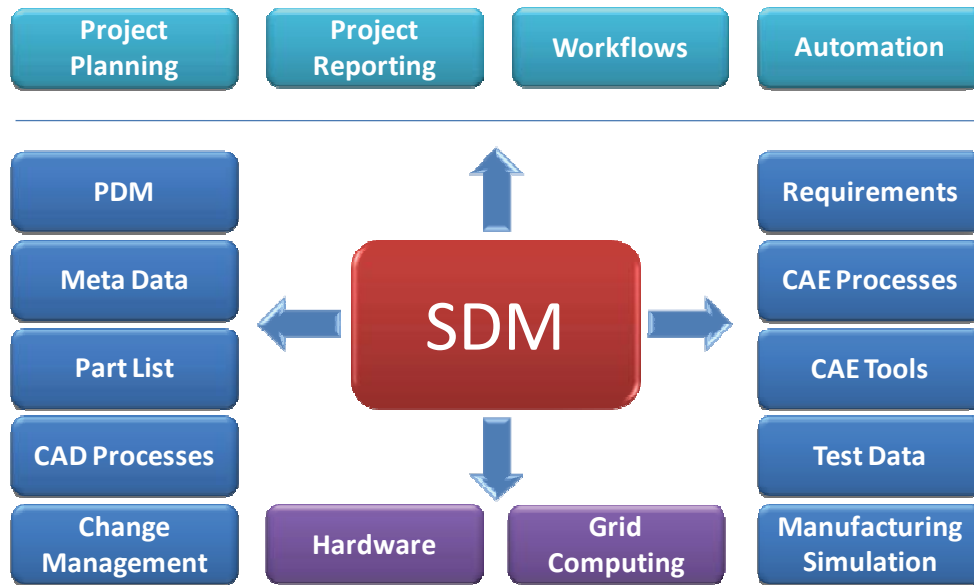 Project
Planning
Project
Reporting
Workflows
Automation
PDM
Meta Data
Part List
CAD Processes
Change
Management
SDM
Hardware
Grid
Computing
Requirements
CAE Processes
CAE Tools
Test Data
Manufacturing
Simulation